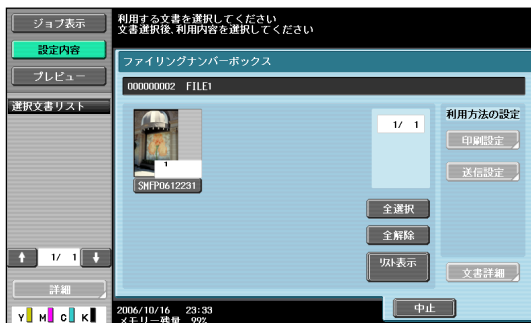 ジョブ表示
設定内容
プレビュー
選択文書リスト
1/ 1
詳細
Y M C K
利用する文書を選択してください
文書選択後、利用内容を選択してください
ファイリングナンバーボックス
000000002 FILE1
1
SMFP0612231
1/ 1
全選択
全解除
リスト表示
利用方法の設定
印刷設定
送信設定
文書詳細
2006/10/16 23:33
メモリー残量 99%
中止